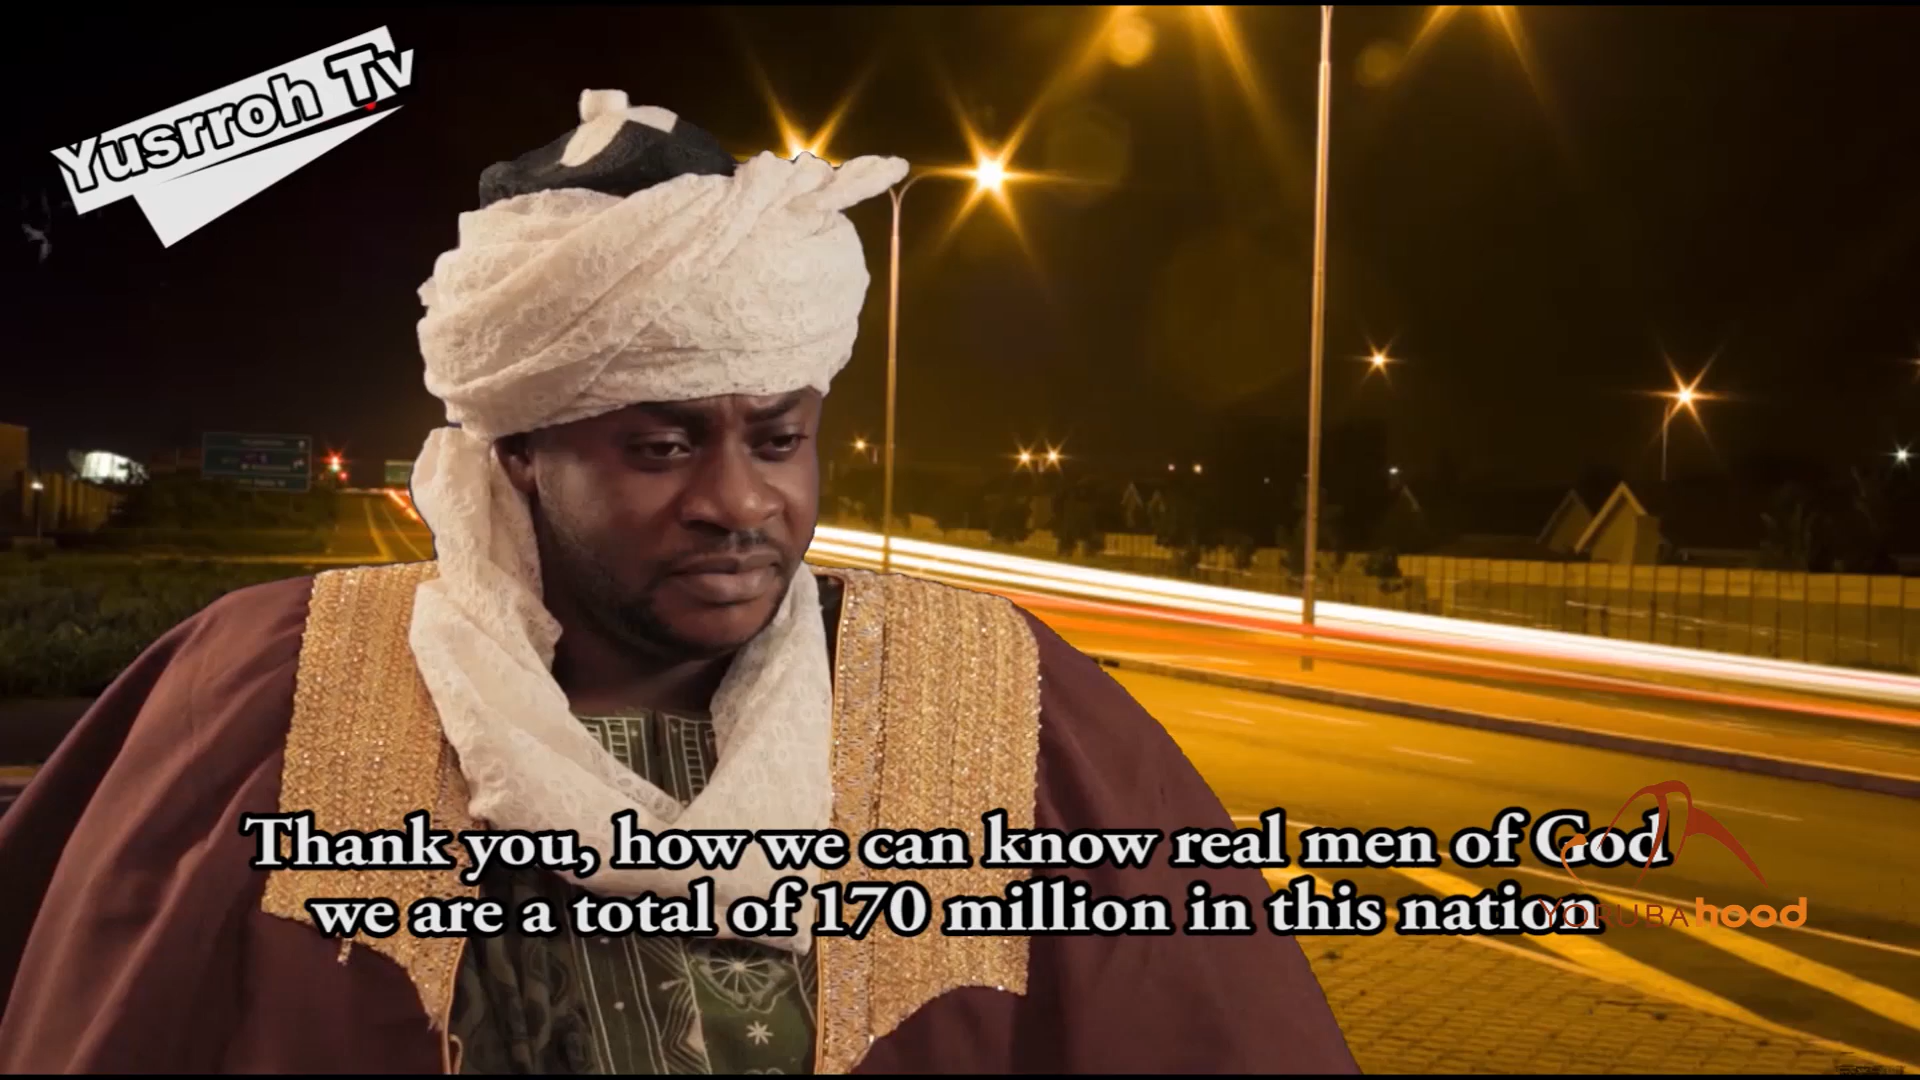 Yusrroh Tv
Thank you, how we can know real men of God
we are a total of 170 million in this nation
YORUBAhood